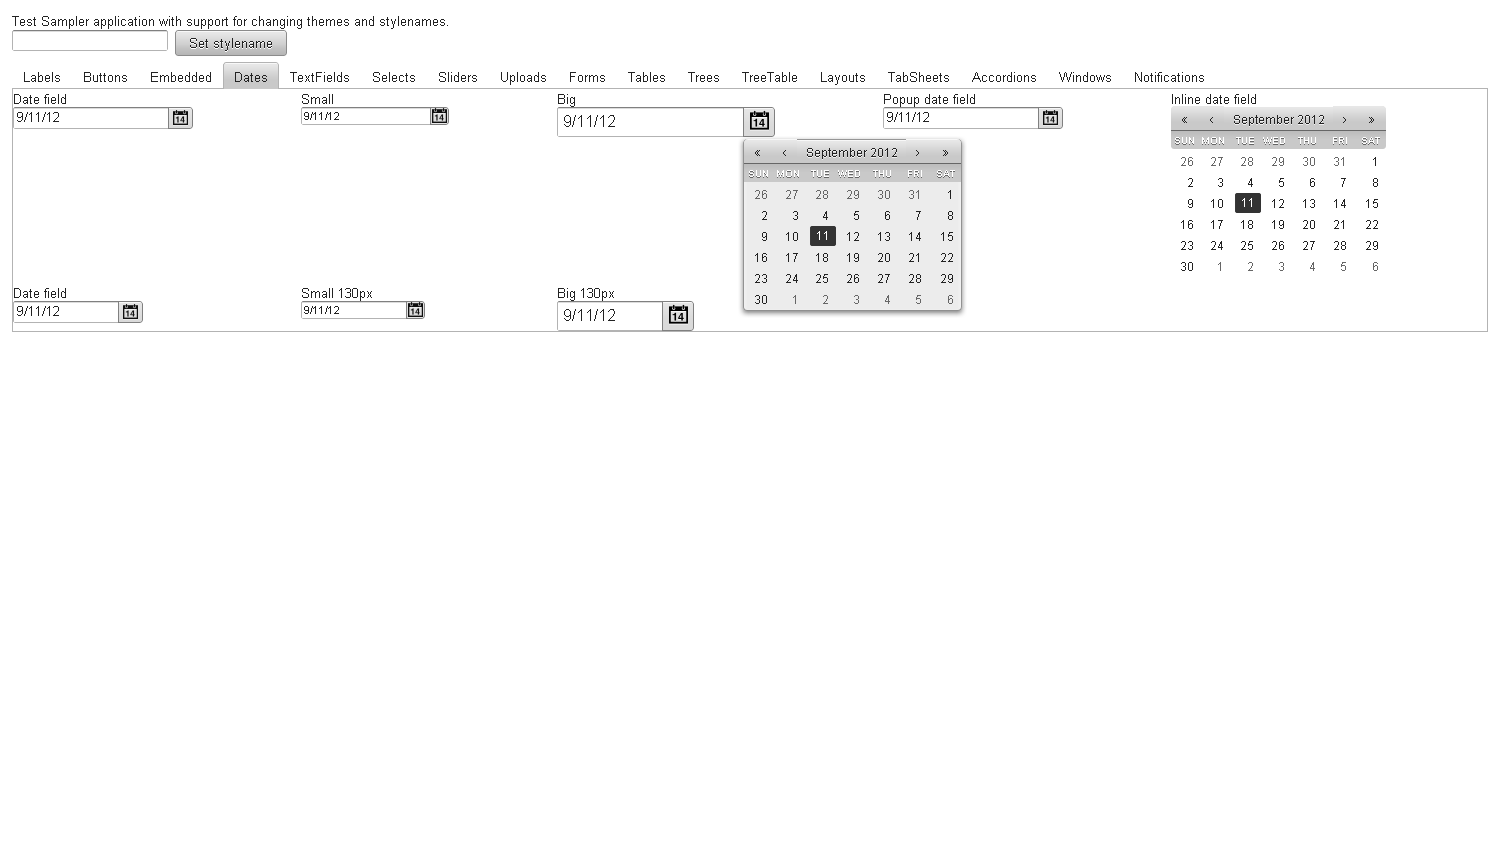 Test Sampler application with support for changing themes and stylenames.
Set stylename
Labels Buttons Embedded Dates TextFields Selects Sliders Uploads Forms Tables Trees TreeTable Layouts TabSheets Accordions Windows Notifications
Date field Small Big Popup date field Inline date field
9/11/12 14 9/11/12 14 9/11/12 14 9/11/12 14
« ‹ September 2012 › »
SUN MON TUE WED THU FRI SAT
26 27 28 29 30 31 1
2 3 4 5 6 7 8
9 10 11 12 13 14 15
16 17 18 19 20 21 22
23 24 25 26 27 28 29
30 1 2 3 4 5 6
« ‹ September 2012 › »
SUN MON TUE WED THU FRI SAT
26 27 28 29 30 31 1
2 3 4 5 6 7 8
9 10 11 12 13 14 15
16 17 18 19 20 21 22
23 24 25 26 27 28 29
30 1 2 3 4 5 6
Date field Small 130px Big 130px
9/11/12 14 9/11/12 14 9/11/12 14